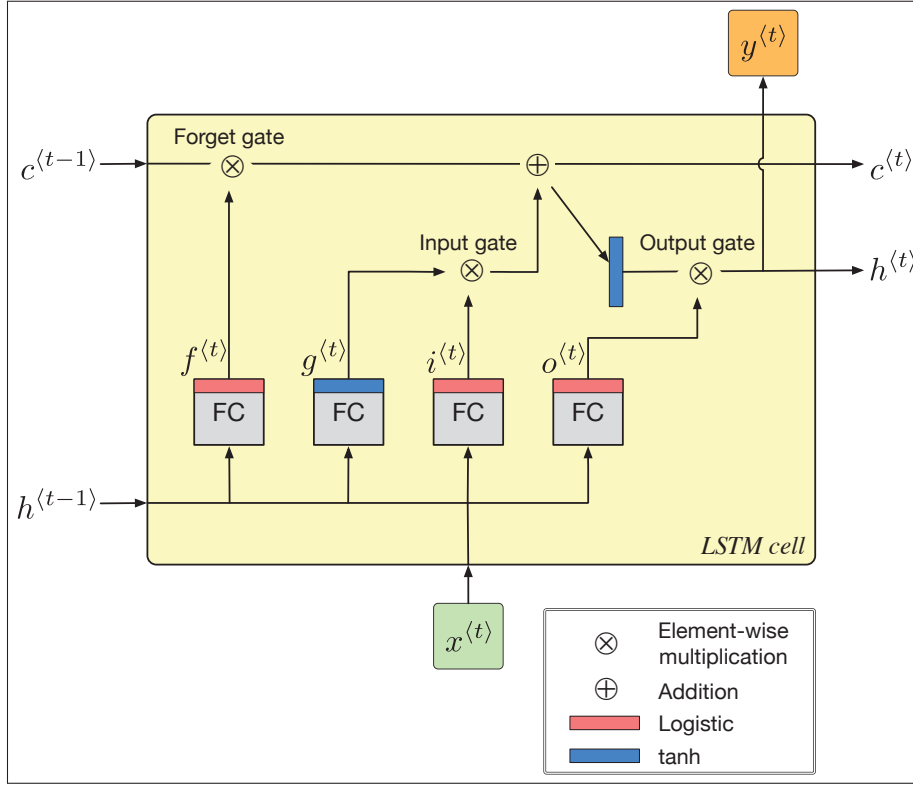 y⟨t⟩
Forget gate
c⟨t−1⟩
c⟨t⟩
Input gate
Output gate
h⟨t⟩
f⟨t⟩
g⟨t⟩
i⟨t⟩
o⟨t⟩
FC
FC
FC
FC
h⟨t−1⟩
LSTM cell
x⟨t⟩
⊗ Element-wise
multiplication
⊕ Addition
Logistic
tanh